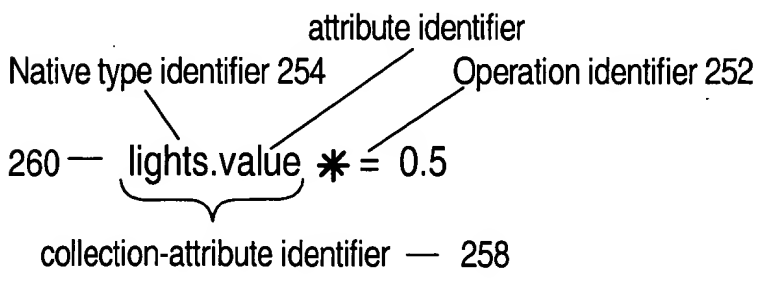 attribute identifier
Native type identifier 254 Operation identifier 252
260 — lights.value *= 0.5
collection-attribute identifier — 258